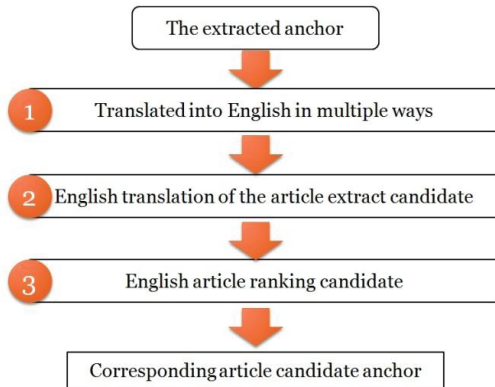 The extracted anchor
1 Translated into English in multiple ways
2 English translation of the article extract candidate
3 English article ranking candidate
Corresponding article candidate anchor